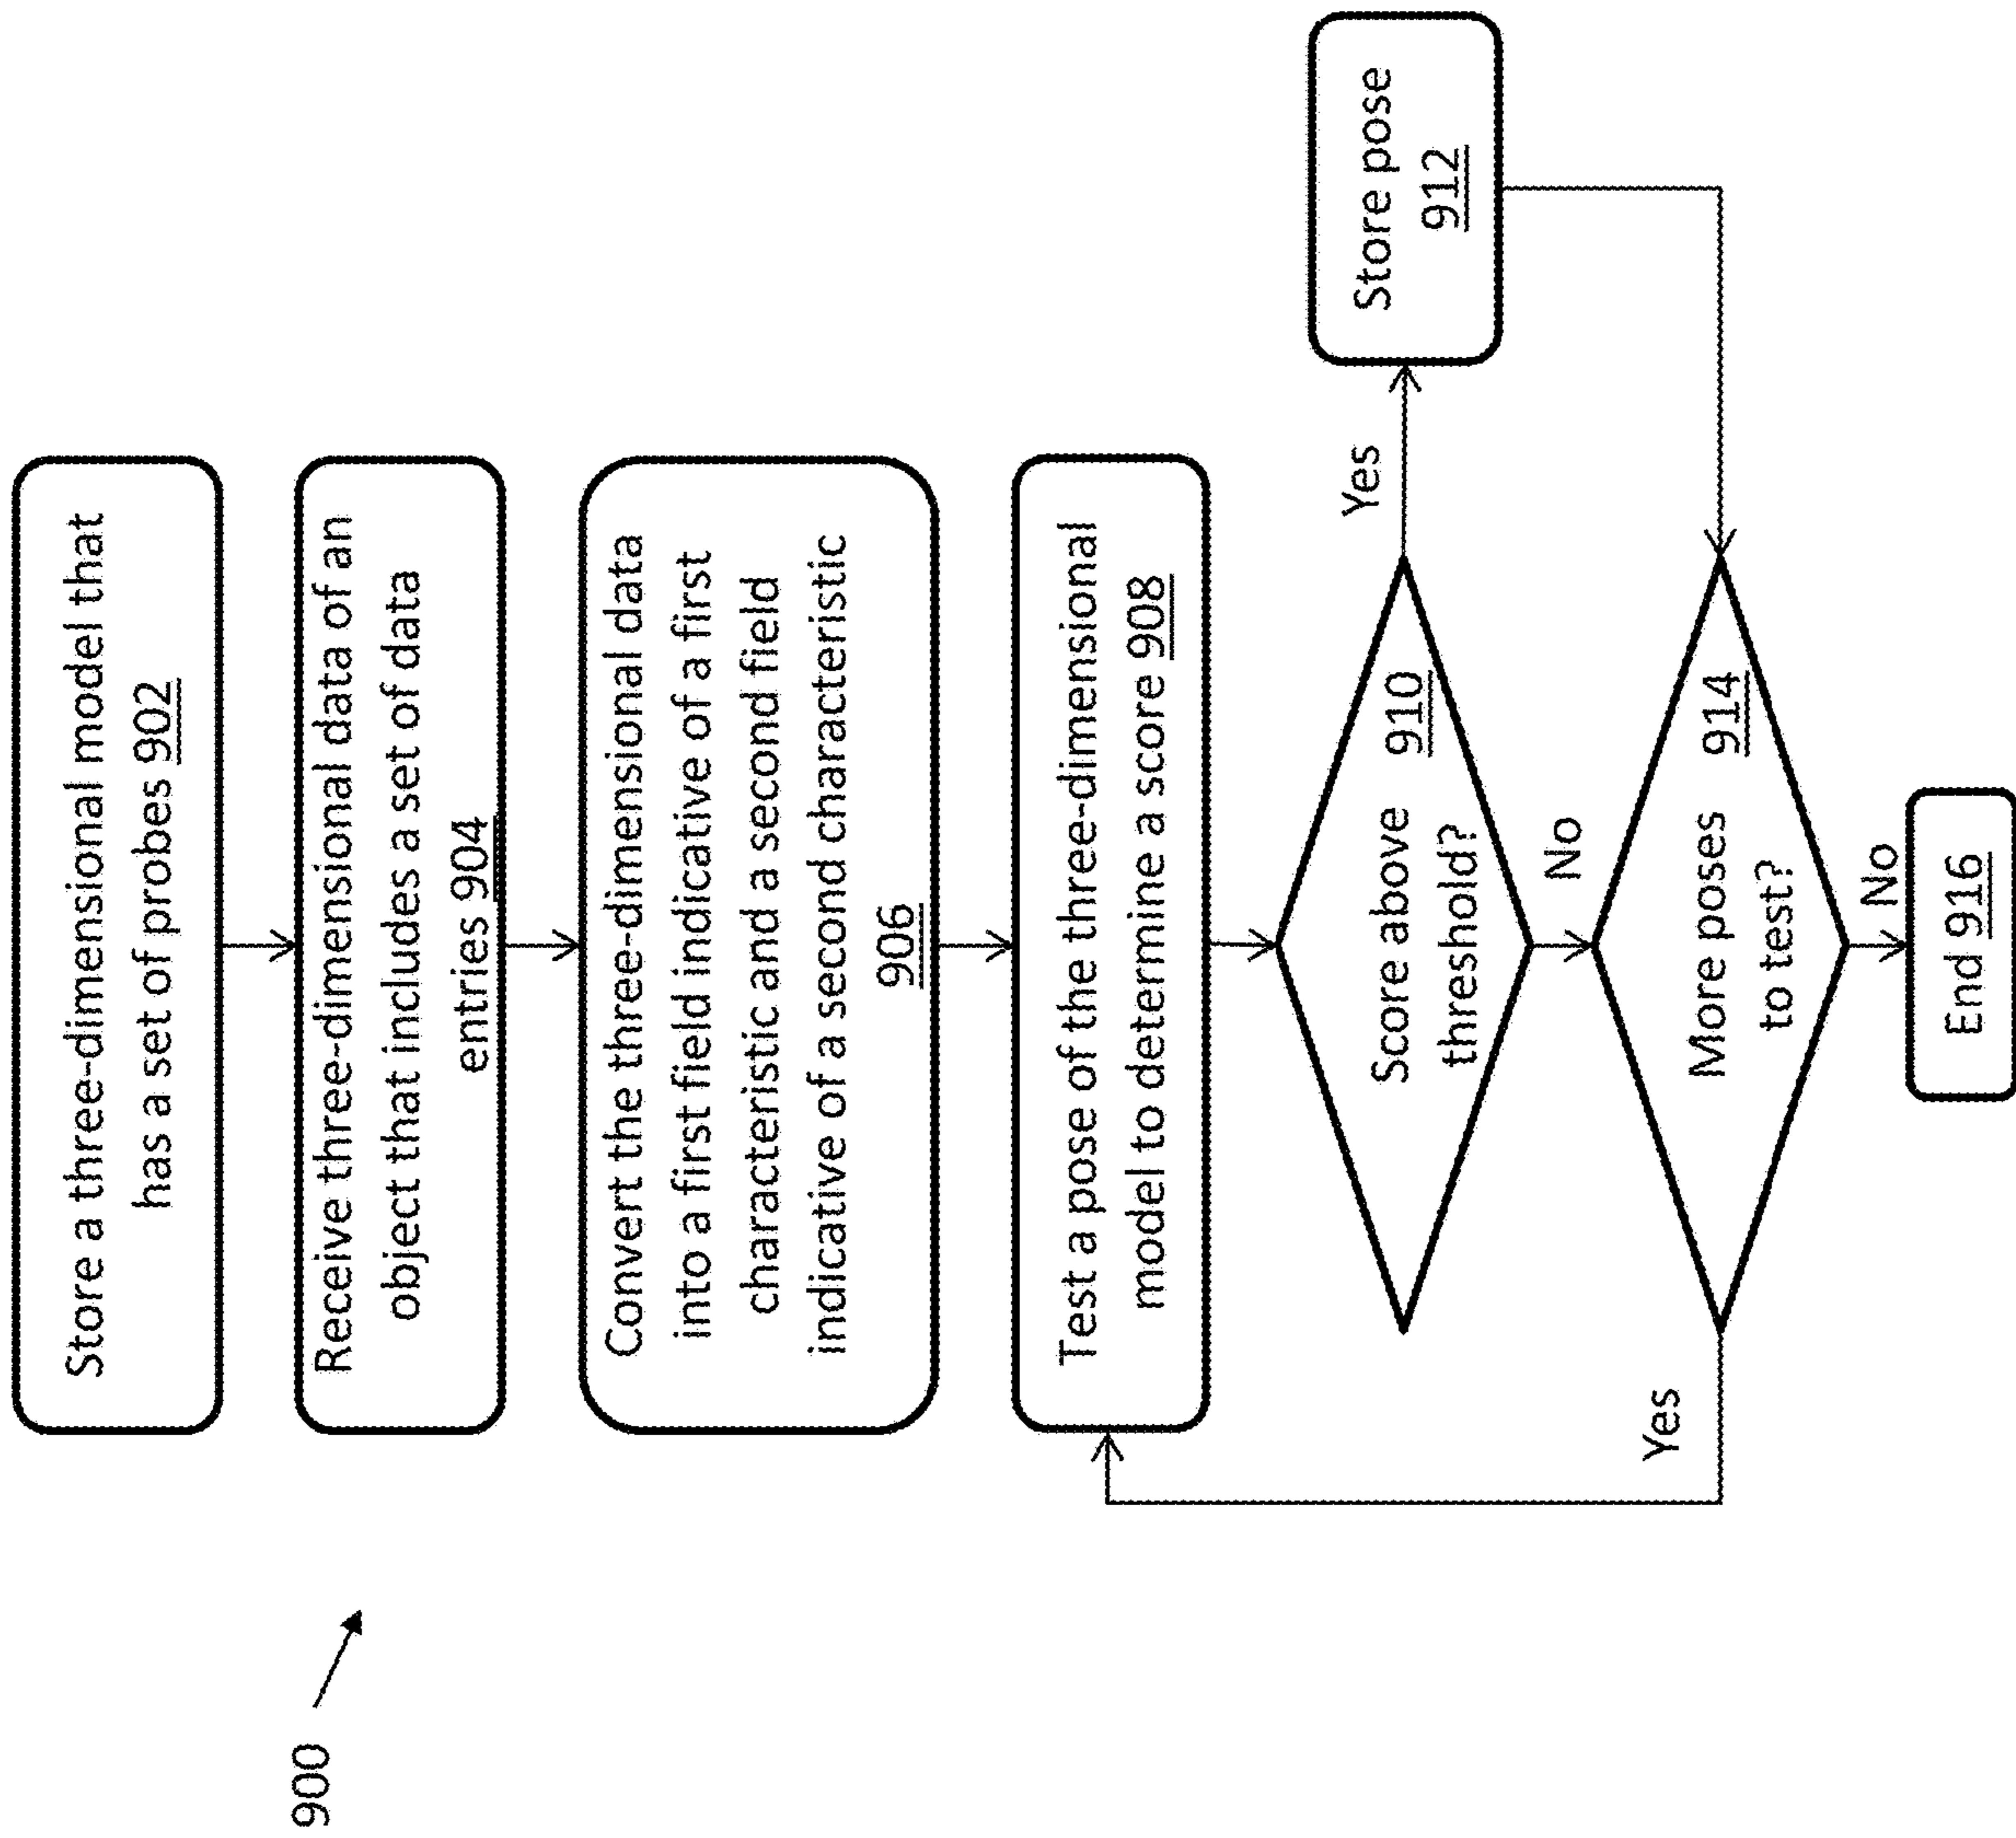 900
Store a three-dimensional model that
has a set of probes 902
Receive three-dimensional data of an
object that includes a set of data
entries 904
Convert the three-dimensional data
into a first field indicative of a first
characteristic and a second field
indicative of a second characteristic
906
Test a pose of the three-dimensional
model to determine a score 908
Score above
threshold?
910
Yes
Store pose
912
No
More poses
to test?
914
Yes
No
End 916